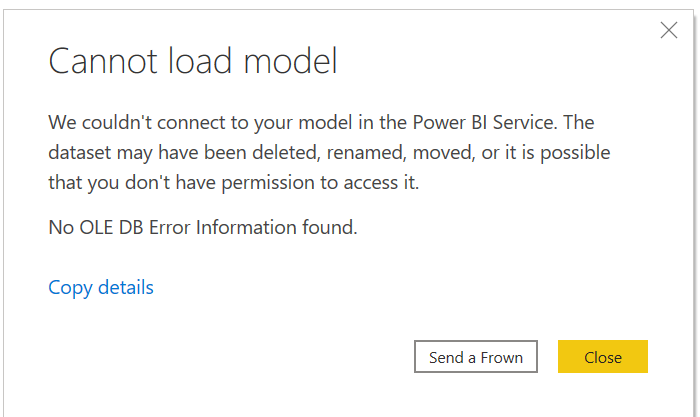 Cannot load model
We couldn't connect to your model in the Power BI Service. The
dataset may have been deleted, renamed, moved, or it is possible
that you don't have permission to access it.
No OLE DB Error Information found.
Copy details
Send a Frown
Close